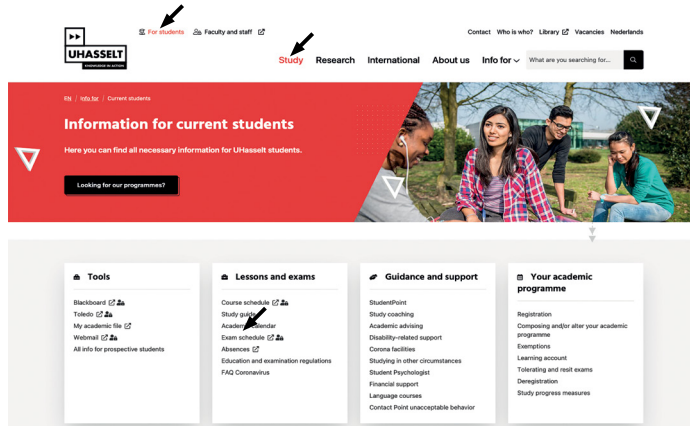 For students Faculty and staff
Contact Who is who? Library Vacancies Nederlands
UHASSELT
KNOWLEDGE IN ACTION
Study Research International About us Info for What are you searching for...
EN / Info for / Current students
Information for current students
Here you can find all necessary information for UHasselt students.
Looking for our programmes?
Tools
Blackboard
Toledo
My academic file
Webmail
All info for prospective students
Lessons and exams
Course schedule
Study guide
Academic calendar
Exam schedule
Absences
Education and examination regulations
FAQ Coronavirus
Guidance and support
StudentPoint
Study coaching
Academic advising
Disability-related support
Corona facilities
Studying in other circumstances
Student Psychologist
Financial support
Language courses
Contact Point unacceptable behavior
Your academic
programme
Registration
Composing and/or alter your academic
programme
Exemptions
Learning account
Tolerating and resit exams
Deregistration
Study progress measures